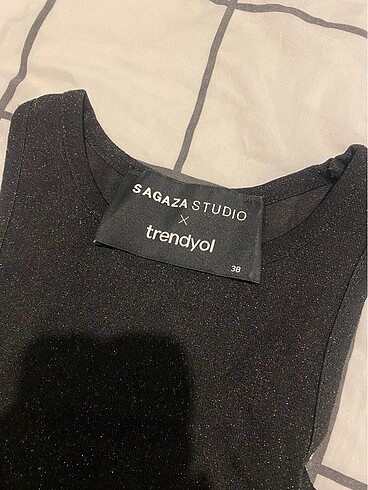 SAGAZA STUDIO
×
trendyol
38